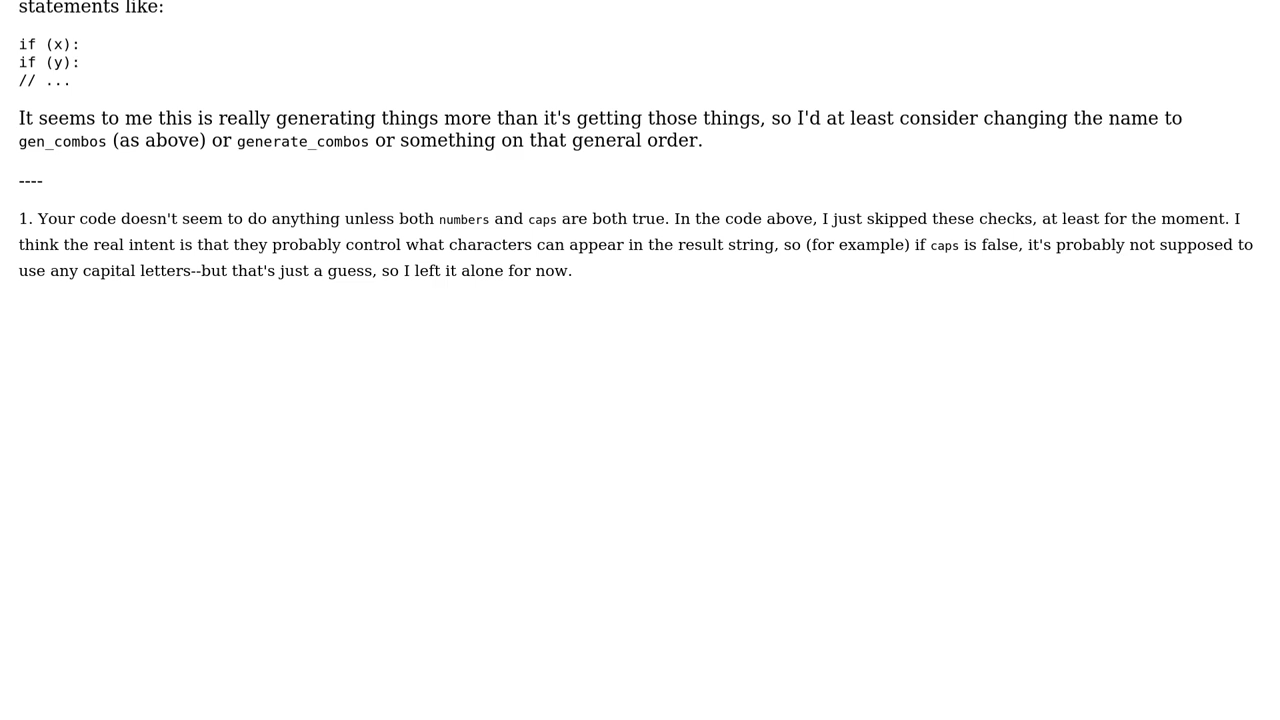 statements like:
if (x):
if (y):
// ...
It seems to me this is really generating things more than it's getting those things, so I'd at least consider changing the name to
gen_combos (as above) or generate_combos or something on that general order.
----
1. Your code doesn't seem to do anything unless both numbers and caps are both true. In the code above, I just skipped these checks, at least for the moment. I
think the real intent is that they probably control what characters can appear in the result string, so (for example) if caps is false, it's probably not supposed to
use any capital letters--but that's just a guess, so I left it alone for now.